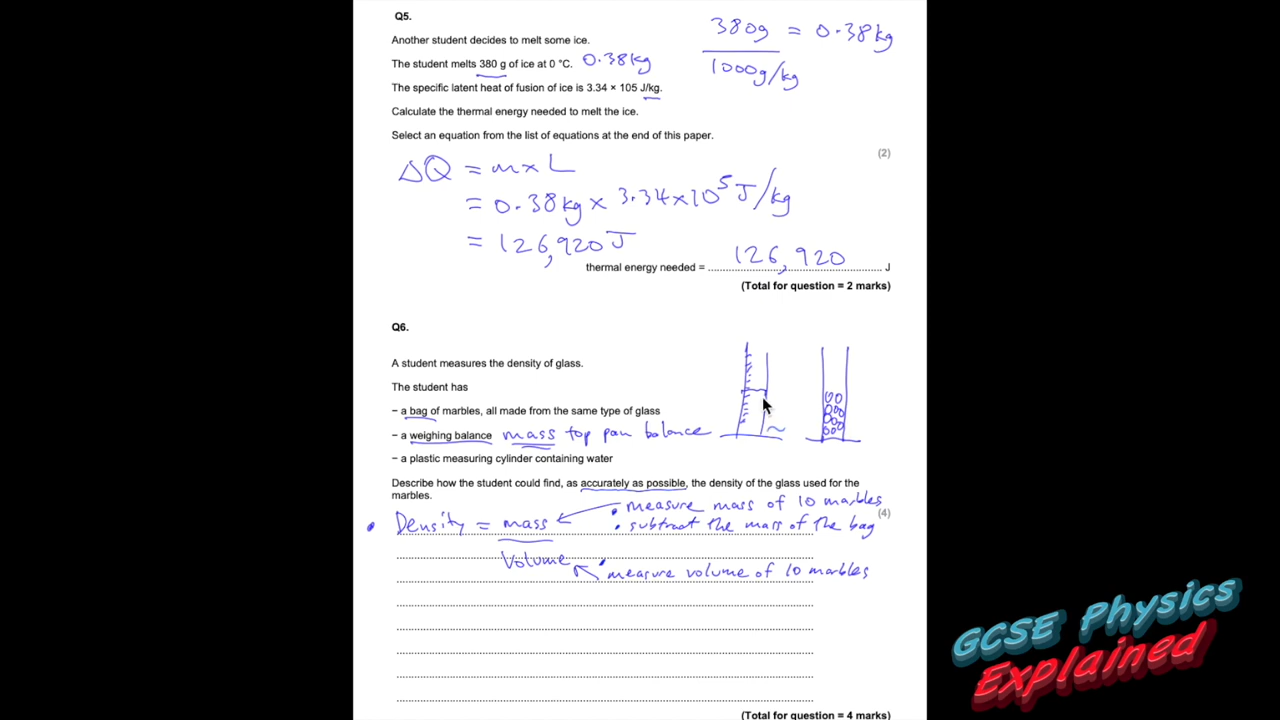 Q5.
380g = 0.38kg
1000g/kg
Another student decides to melt some ice.
The student melts 380 g of ice at 0 °C. 0.38kg
The specific latent heat of fusion of ice is 3.34 × 105 J/kg.
Calculate the thermal energy needed to melt the ice.
Select an equation from the list of equations at the end of this paper.
(2)
ΔQ = m x L
= 0.38kg x 3.34x10⁵ J/kg
= 126,920 J
126,920
thermal energy needed = .............................................................. J
(Total for question = 2 marks)
Q6.
A student measures the density of glass.
The student has
− a bag of marbles, all made from the same type of glass
− a weighing balance mass top pan balance
− a plastic measuring cylinder containing water
Describe how the student could find, as accurately as possible, the density of the glass used for the
marbles.
• measure mass of 10 marbles
(4)
• Density = mass • subtract the mass of the bag
Volume
• measure volume of 10 marbles
(Total for question = 4 marks)
GCSE Physics
Explained